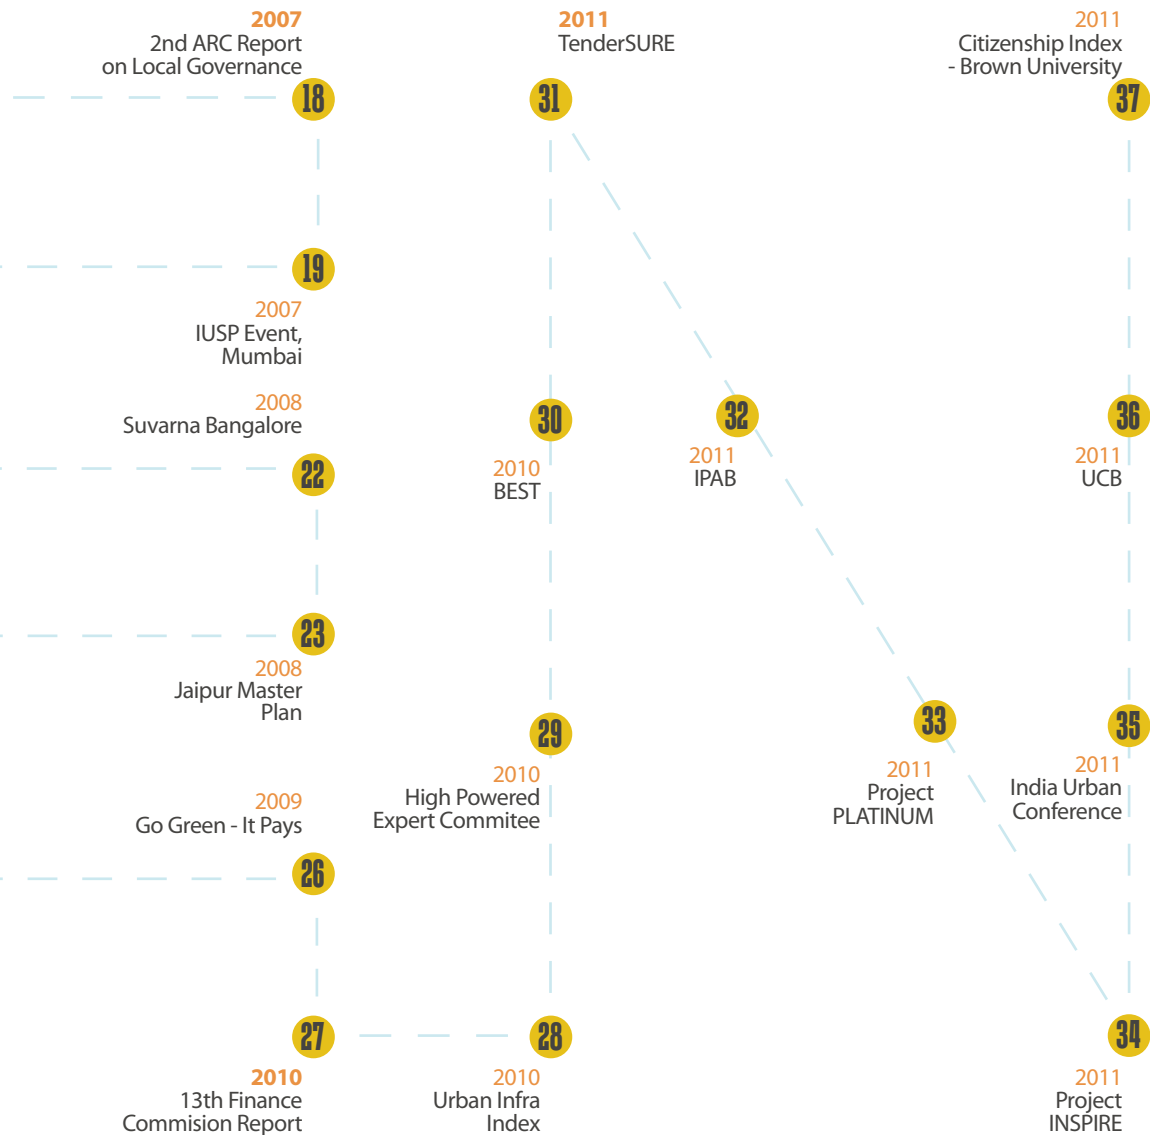 2007
2nd ARC Report
on Local Governance
18
19
2007
IUSP Event,
Mumbai
2008
Suvarna Bangalore
22
23
2008
Jaipur Master
Plan
2009
Go Green - It Pays
26
27
2010
13th Finance
Commision Report
28
2010
Urban Infra
Index
29
2010
High Powered
Expert Commitee
30
2010
BEST
2011
TenderSURE
31
32
2011
IPAB
33
2011
Project
PLATINUM
34
2011
Project
INSPIRE
35
2011
India Urban
Conference
36
2011
UCB
2011
Citizenship Index
- Brown University
37